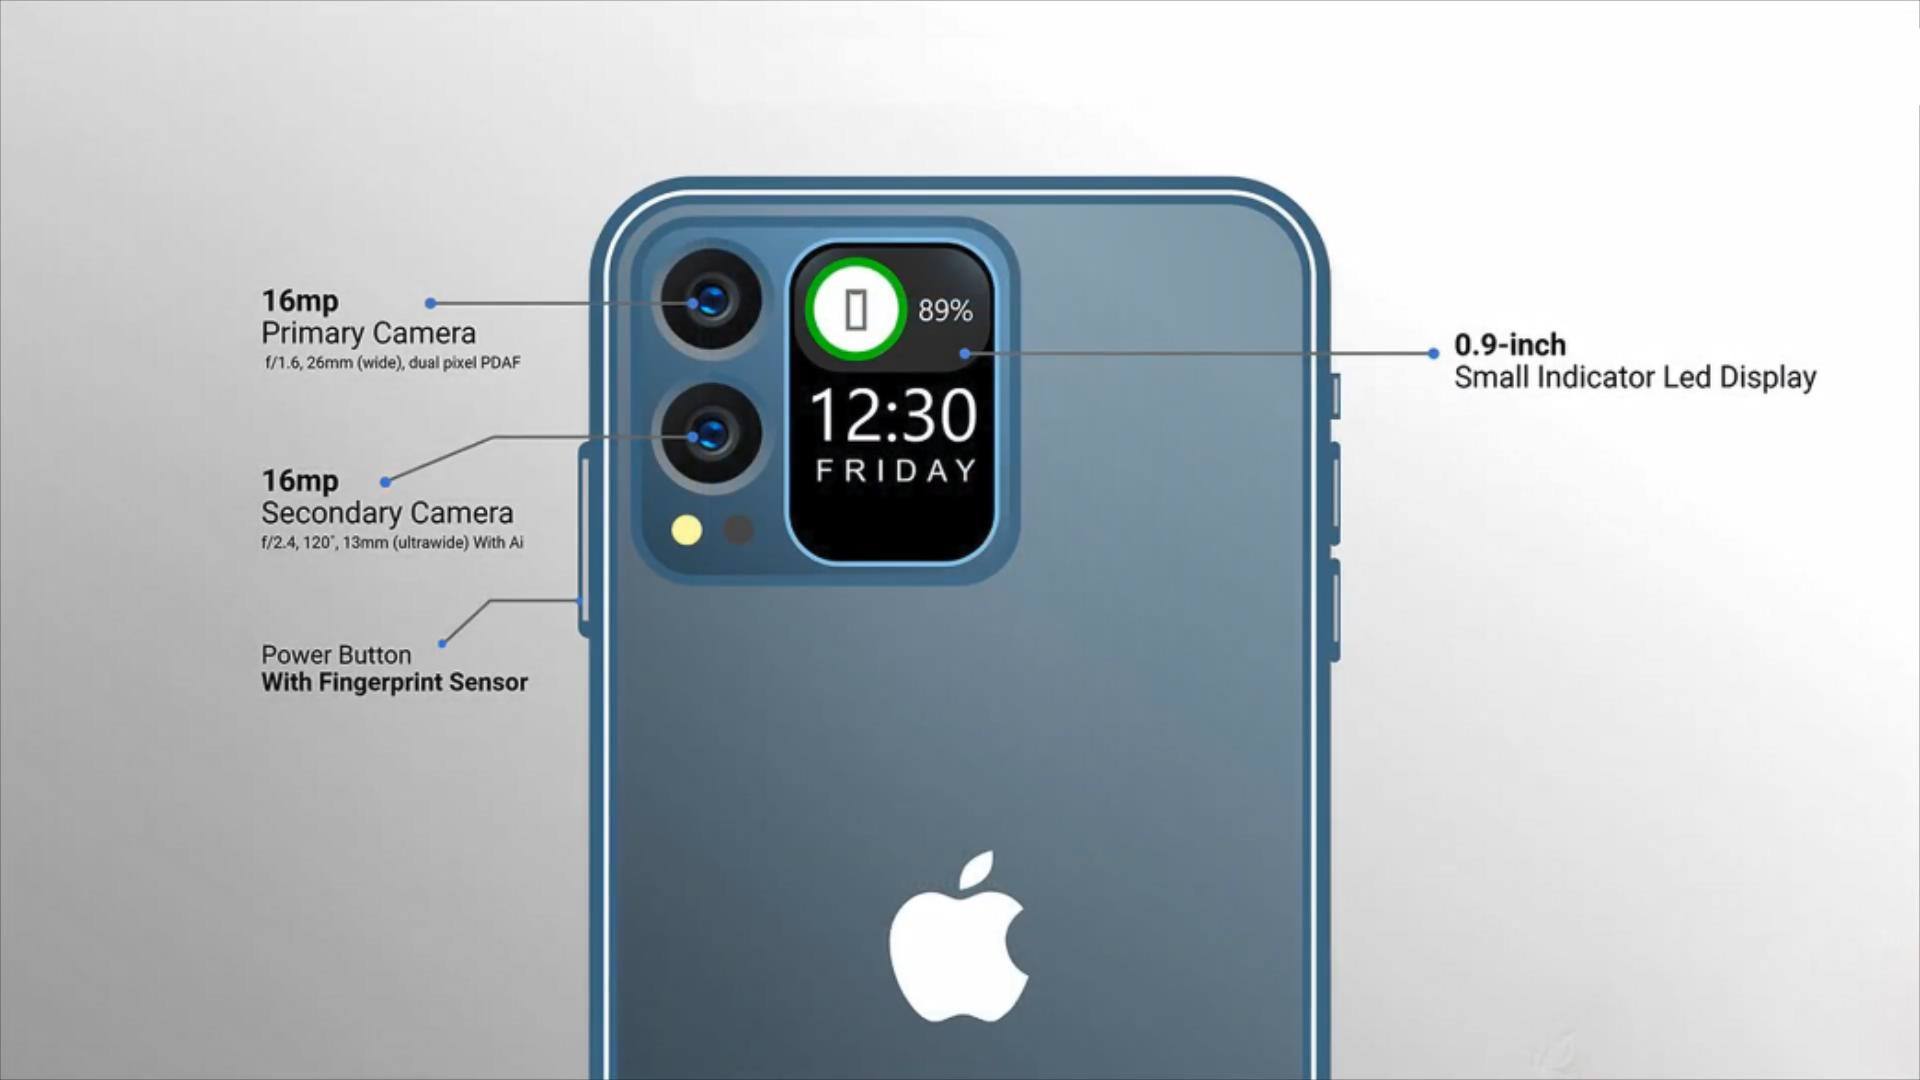 16mp
Primary Camera
f/1.6, 26mm (wide), dual pixel PDAF
16mp
Secondary Camera
f/2.4, 120°, 13mm (ultrawide) With Ai
Power Button
With Fingerprint Sensor
89%
12:30
FRIDAY
0.9-inch
Small Indicator Led Display